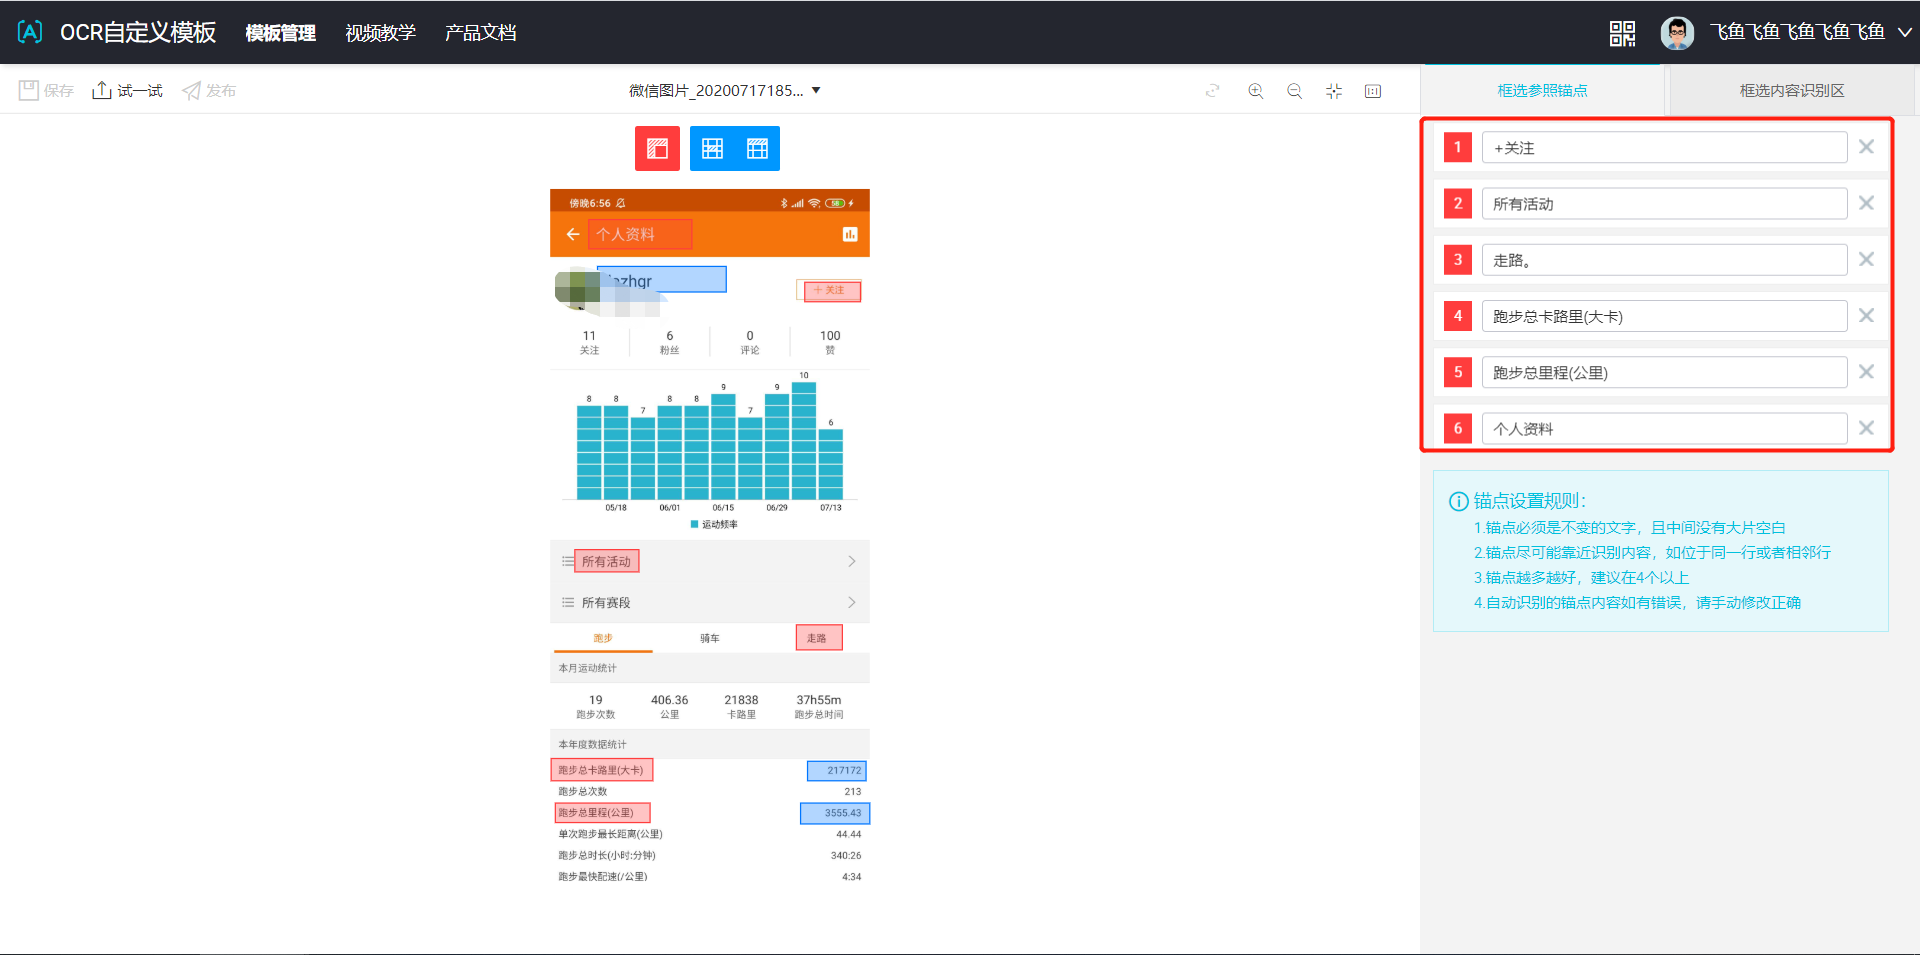 OCR自定义模板 模板管理 视频教学 产品文档 飞鱼飞鱼飞鱼飞鱼飞鱼
保存 试一试 发布 微信图片_20200717185... ▼
框选参照锚点 框选内容识别区
傍晚6:56 58
个人资料
zhgr
+ 关注
11 6 0 100
关注 粉丝 评论 赞
8 8 7 8 8 9 7 9 10 6
05/18 06/01 06/15 06/29 07/13
运动频率
所有活动
所有赛段
跑步 骑车 走路
本月运动统计
19 406.36 21838 37h55m
跑步次数 公里 卡路里 跑步总时间
本年度数据统计
跑步总卡路里(大卡) 217172
跑步总次数 213
跑步总里程(公里) 3555.43
单次跑步最长距离(公里) 44.44
跑步总时长(小时:分钟) 340:26
跑步最快配速(/公里) 4:34
1 +关注
2 所有活动
3 走路。
4 跑步总卡路里(大卡)
5 跑步总里程(公里)
6 个人资料
锚点设置规则：
1.锚点必须是不变的文字，且中间没有大片空白
2.锚点尽可能靠近识别内容，如位于同一行或者相邻行
3.锚点越多越好，建议在4个以上
4.自动识别的锚点内容如有错误，请手动修改正确